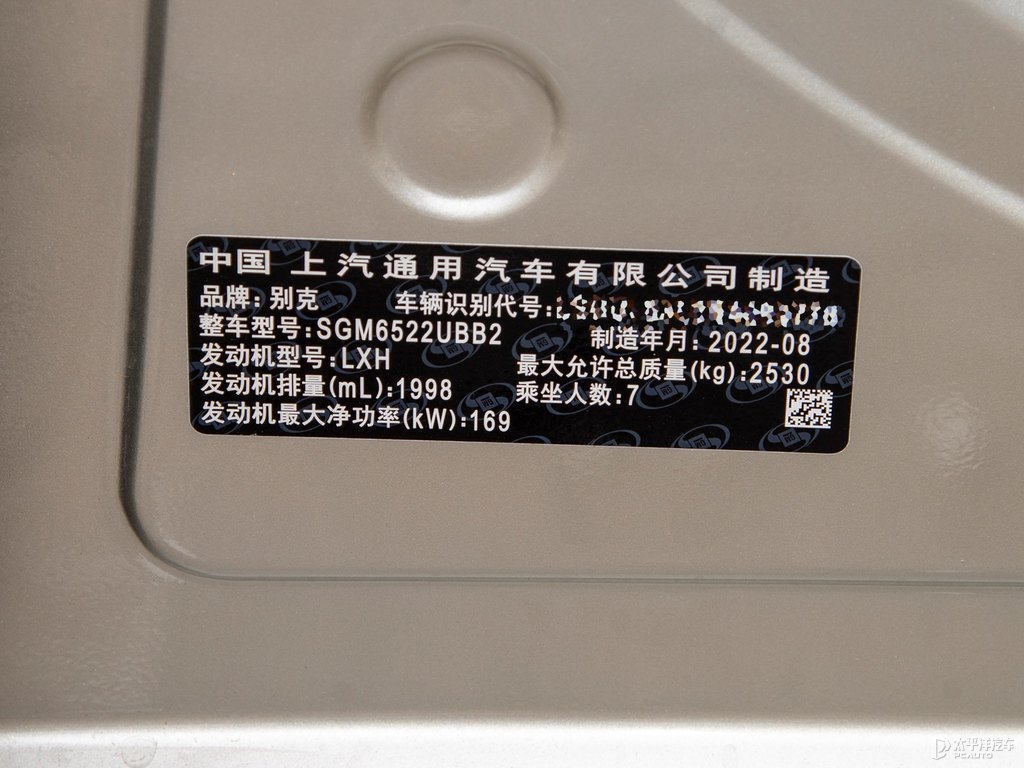 中国 上汽通用汽车有限公司制造
品牌:别克 车辆识别代号:
整车型号:SGM6522UBB2 制造年月:2022-08
发动机型号:LXH 最大允许总质量(kg):2530
发动机排量(mL):1998 乘坐人数:7
发动机最大净功率(kW):169
太平洋汽车
PCAUTO